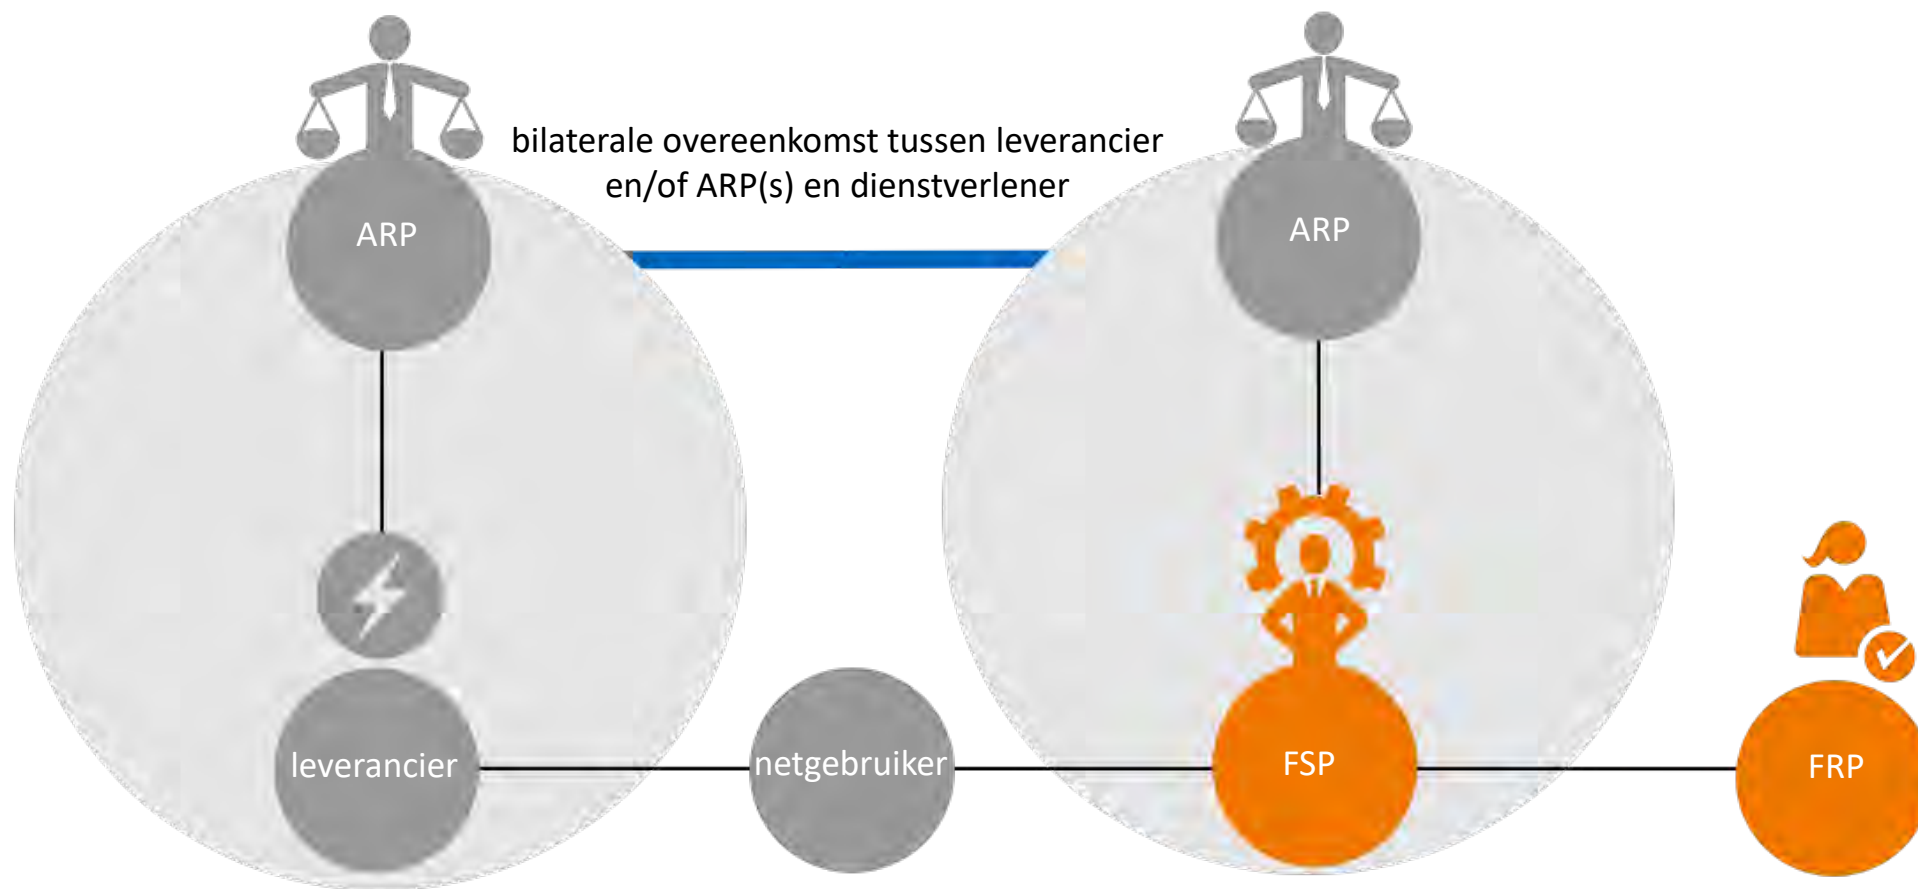 bilaterale overeenkomst tussen leverancier
en/of ARP(s) en dienstverlener
ARP
ARP
leverancier
netgebruiker
FSP
FRP